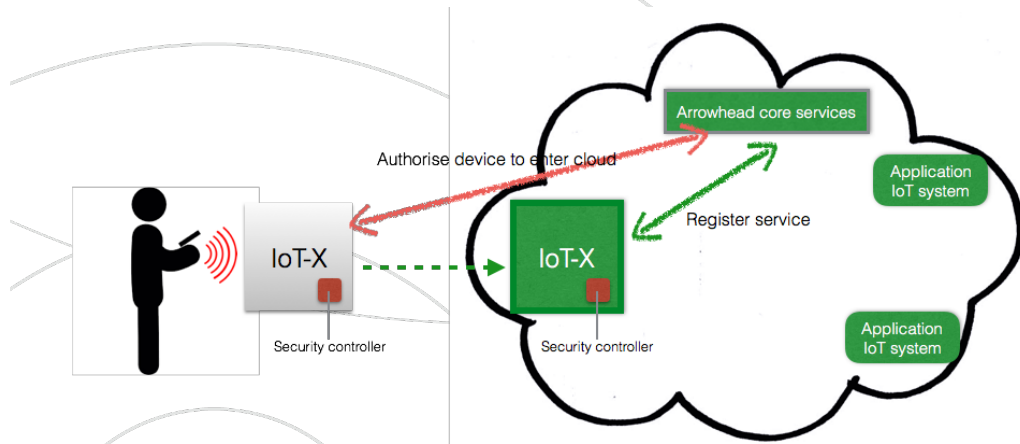 Arrowhead core services
Authorise device to enter cloud
Application
IoT system
Register service
IoT-X
IoT-X
Security controller
Security controller
Application
IoT system